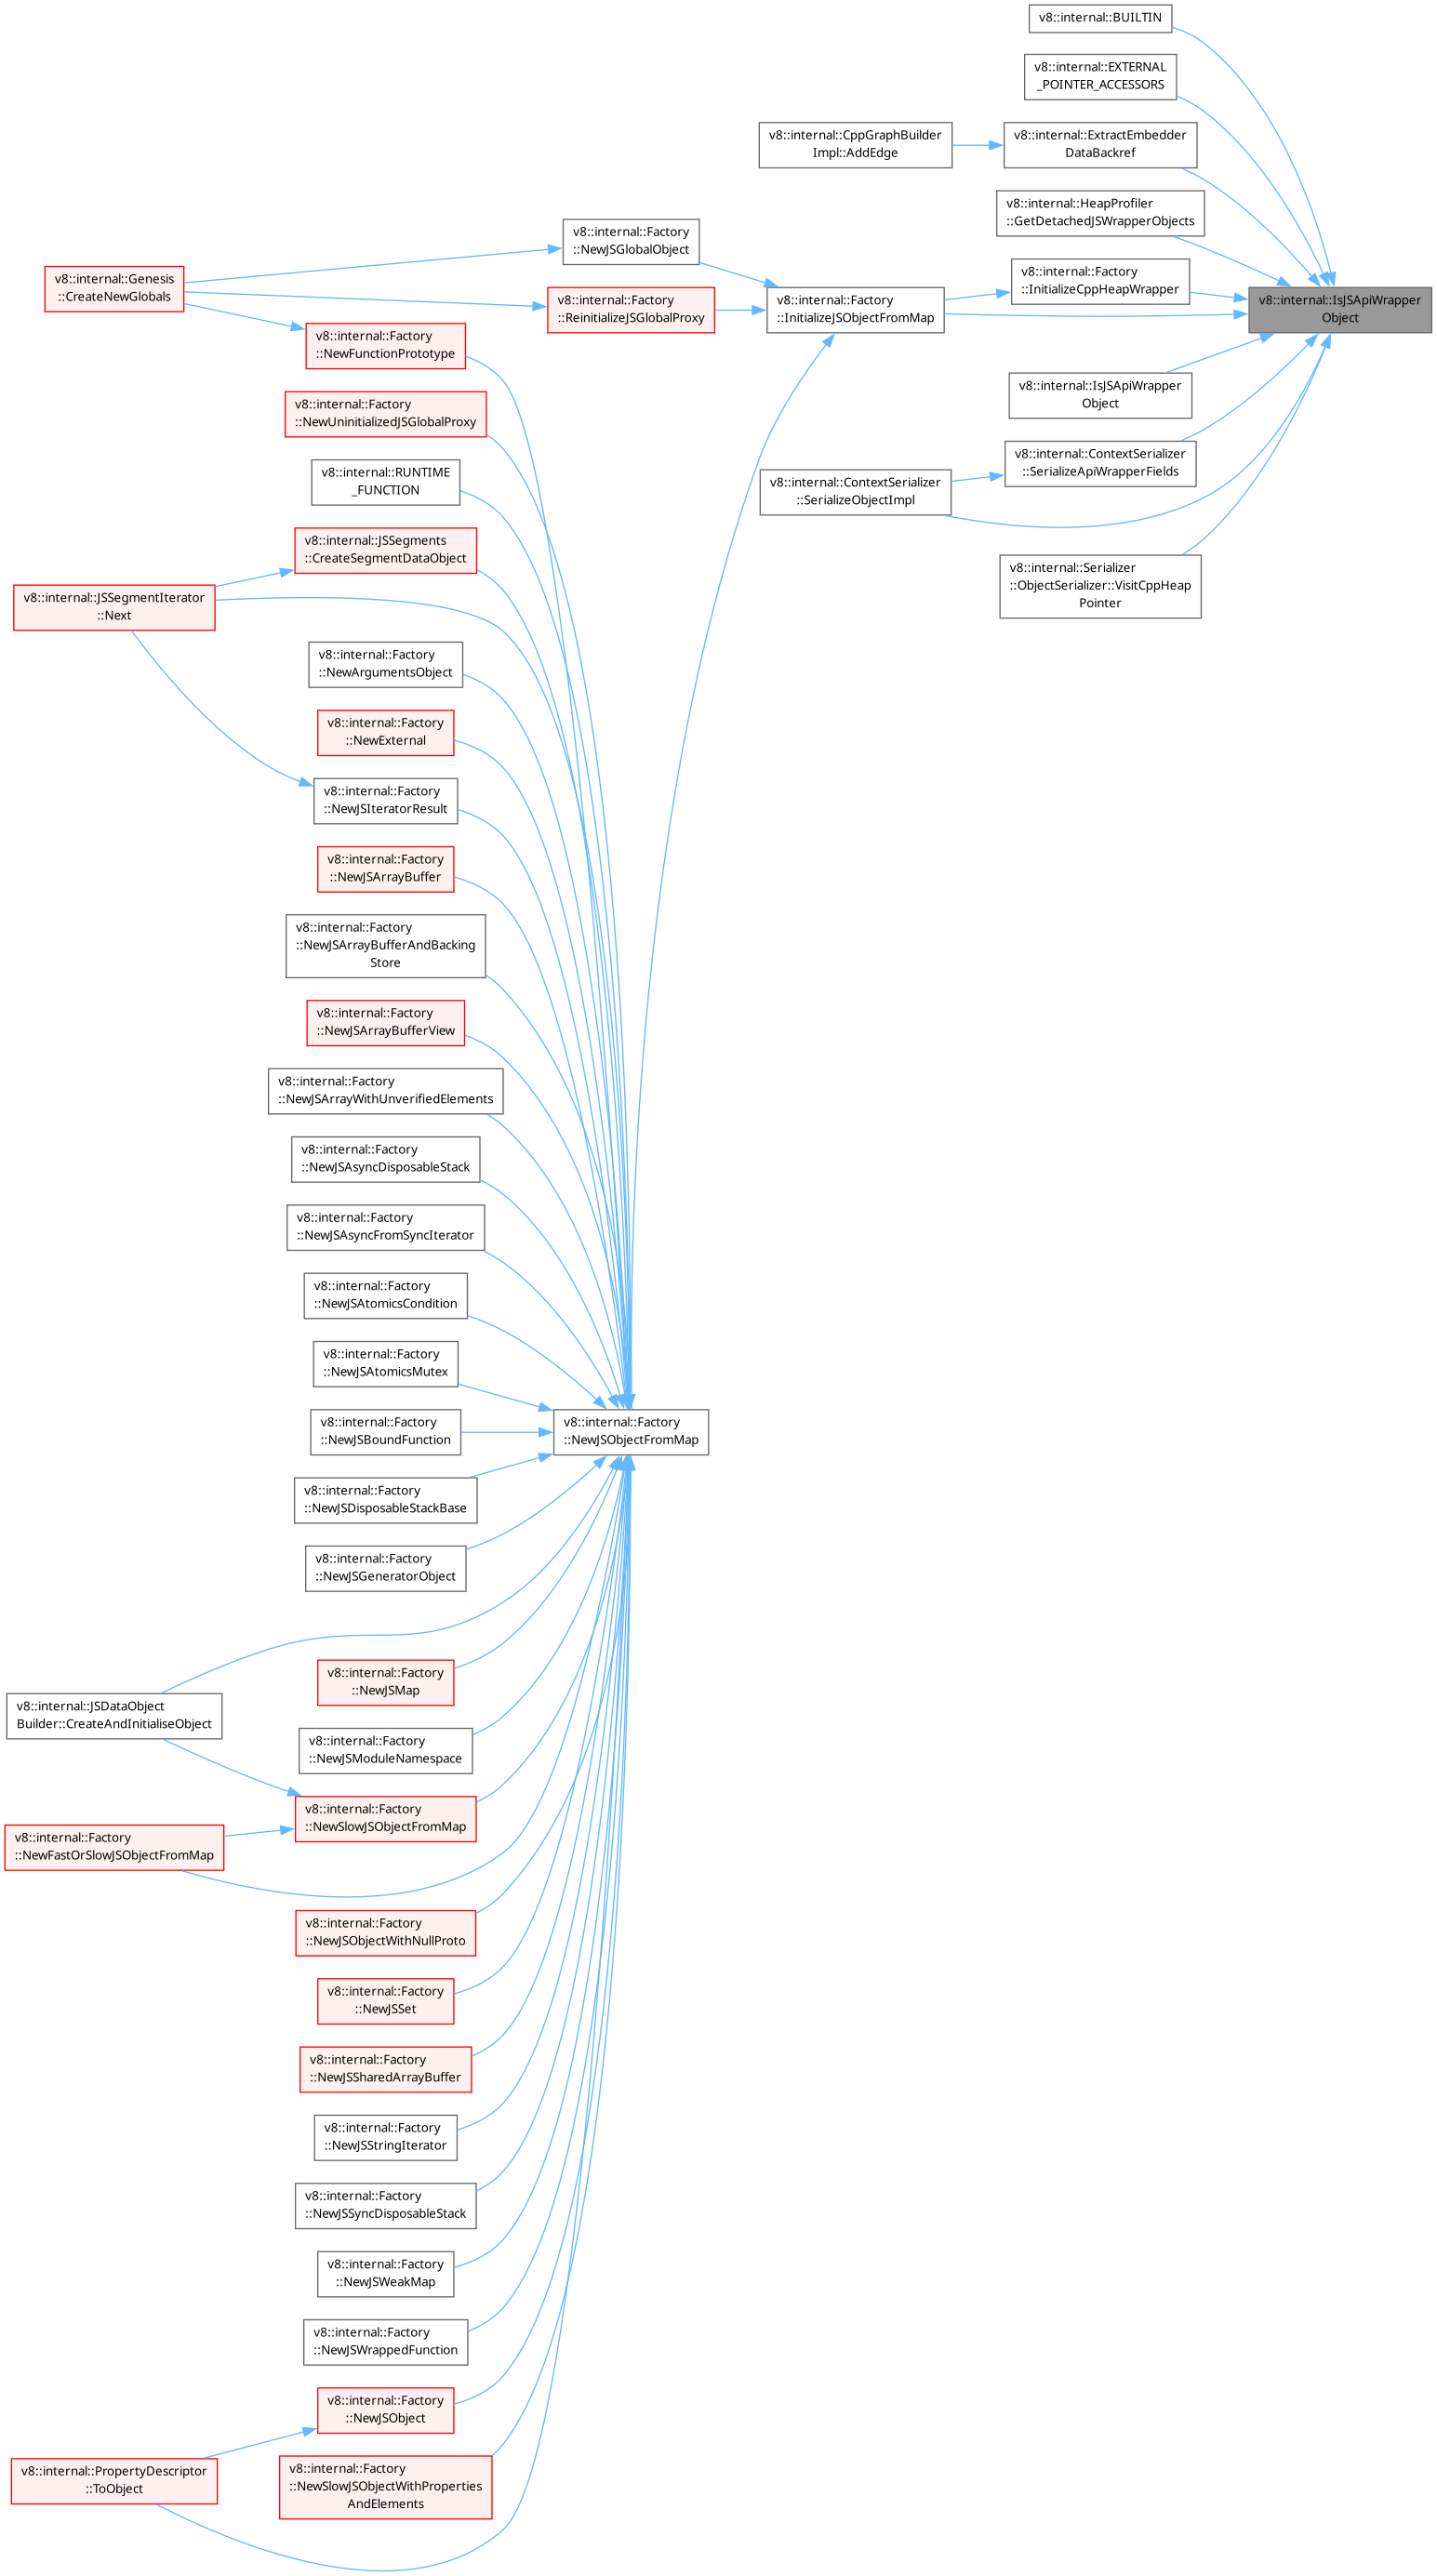 v8::internal::BUILTIN
v8::internal::EXTERNAL
_POINTER_ACCESSORS
v8::internal::CppGraphBuilder
Impl::AddEdge
v8::internal::ExtractEmbedder
DataBackref
v8::internal::HeapProfiler
::GetDetachedJSWrapperObjects
v8::internal::Factory
::NewJSGlobalObject
v8::internal::Genesis
::CreateNewGlobals
v8::internal::Factory
::InitializeCppHeapWrapper
v8::internal::Factory
::ReinitializeJSGlobalProxy
v8::internal::Factory
::InitializeJSObjectFromMap
v8::internal::IsJSApiWrapper
Object
v8::internal::Factory
::NewFunctionPrototype
v8::internal::IsJSApiWrapper
Object
v8::internal::Factory
::NewUninitializedJSGlobalProxy
v8::internal::ContextSerializer
::SerializeApiWrapperFields
v8::internal::RUNTIME
_FUNCTION
v8::internal::ContextSerializer
::SerializeObjectImpl
v8::internal::JSSegments
::CreateSegmentDataObject
v8::internal::Serializer
::ObjectSerializer::VisitCppHeap
Pointer
v8::internal::JSSegmentIterator
::Next
v8::internal::Factory
::NewArgumentsObject
v8::internal::Factory
::NewExternal
v8::internal::Factory
::NewJSIteratorResult
v8::internal::Factory
::NewJSArrayBuffer
v8::internal::Factory
::NewJSArrayBufferAndBacking
Store
v8::internal::Factory
::NewJSArrayBufferView
v8::internal::Factory
::NewJSArrayWithUnverifiedElements
v8::internal::Factory
::NewJSAsyncDisposableStack
v8::internal::Factory
::NewJSAsyncFromSyncIterator
v8::internal::Factory
::NewJSAtomicsCondition
v8::internal::Factory
::NewJSAtomicsMutex
v8::internal::Factory
::NewJSBoundFunction
v8::internal::Factory
::NewJSObjectFromMap
v8::internal::Factory
::NewJSDisposableStackBase
v8::internal::Factory
::NewJSGeneratorObject
v8::internal::Factory
::NewJSMap
v8::internal::JSDataObject
Builder::CreateAndInitialiseObject
v8::internal::Factory
::NewJSModuleNamespace
v8::internal::Factory
::NewSlowJSObjectFromMap
v8::internal::Factory
::NewFastOrSlowJSObjectFromMap
v8::internal::Factory
::NewJSObjectWithNullProto
v8::internal::Factory
::NewJSSet
v8::internal::Factory
::NewJSSharedArrayBuffer
v8::internal::Factory
::NewJSStringIterator
v8::internal::Factory
::NewJSSyncDisposableStack
v8::internal::Factory
::NewJSWeakMap
v8::internal::Factory
::NewJSWrappedFunction
v8::internal::Factory
::NewJSObject
v8::internal::PropertyDescriptor
::ToObject
v8::internal::Factory
::NewSlowJSObjectWithProperties
AndElements